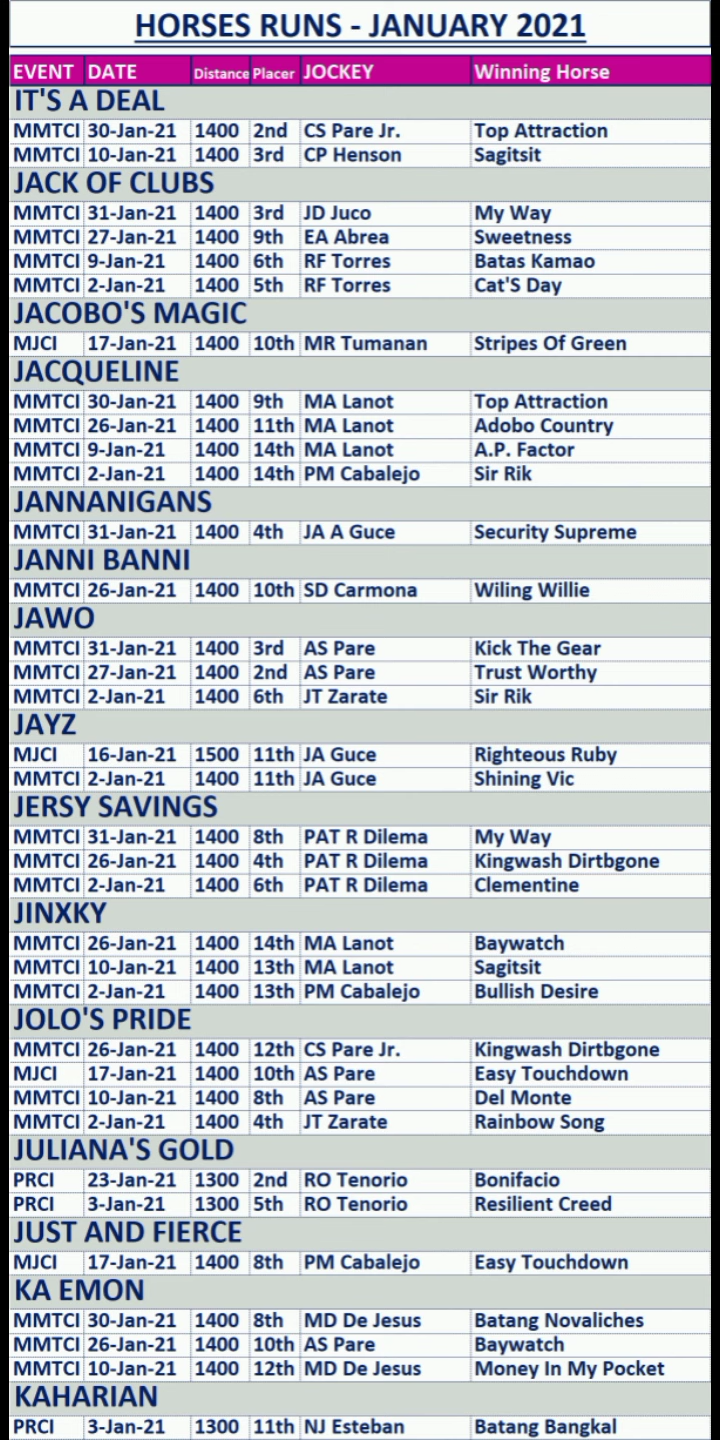 HORSES RUNS - JANUARY 2021
EVENT DATE Distance Placer JOCKEY Winning Horse
IT'S A DEAL
MMTCI 30-Jan-21 1400 2nd CS Pare Jr. Top Attraction
MMTCI 10-Jan-21 1400 3rd CP Henson Sagitsit
JACK OF CLUBS
MMTCI 31-Jan-21 1400 3rd JD Juco My Way
MMTCI 27-Jan-21 1400 9th EA Abrea Sweetness
MMTCI 9-Jan-21 1400 6th RF Torres Batas Kamao
MMTCI 2-Jan-21 1400 5th RF Torres Cat'S Day
JACOBO'S MAGIC
MJCI 17-Jan-21 1400 10th MR Tumanan Stripes Of Green
JACQUELINE
MMTCI 30-Jan-21 1400 9th MA Lanot Top Attraction
MMTCI 26-Jan-21 1400 11th MA Lanot Adobo Country
MMTCI 9-Jan-21 1400 14th MA Lanot A.P. Factor
MMTCI 2-Jan-21 1400 14th PM Cabalejo Sir Rik
JANNANIGANS
MMTCI 31-Jan-21 1400 4th JA A Guce Security Supreme
JANNI BANNI
MMTCI 26-Jan-21 1400 10th SD Carmona Wiling Willie
JAWO
MMTCI 31-Jan-21 1400 3rd AS Pare Kick The Gear
MMTCI 27-Jan-21 1400 2nd AS Pare Trust Worthy
MMTCI 2-Jan-21 1400 6th JT Zarate Sir Rik
JAYZ
MJCI 16-Jan-21 1500 11th JA Guce Righteous Ruby
MMTCI 2-Jan-21 1400 11th JA Guce Shining Vic
JERSY SAVINGS
MMTCI 31-Jan-21 1400 8th PAT R Dilema My Way
MMTCI 26-Jan-21 1400 4th PAT R Dilema Kingwash Dirtbgone
MMTCI 2-Jan-21 1400 6th PAT R Dilema Clementine
JINXKY
MMTCI 26-Jan-21 1400 14th MA Lanot Baywatch
MMTCI 10-Jan-21 1400 13th MA Lanot Sagitsit
MMTCI 2-Jan-21 1400 13th PM Cabalejo Bullish Desire
JOLO'S PRIDE
MMTCI 26-Jan-21 1400 12th CS Pare Jr. Kingwash Dirtbgone
MJCI 17-Jan-21 1400 10th AS Pare Easy Touchdown
MMTCI 10-Jan-21 1400 8th AS Pare Del Monte
MMTCI 2-Jan-21 1400 4th JT Zarate Rainbow Song
JULIANA'S GOLD
PRCI 23-Jan-21 1300 2nd RO Tenorio Bonifacio
PRCI 3-Jan-21 1300 5th RO Tenorio Resilient Creed
JUST AND FIERCE
MJCI 17-Jan-21 1400 8th PM Cabalejo Easy Touchdown
KA EMON
MMTCI 30-Jan-21 1400 8th MD De Jesus Batang Novaliches
MMTCI 26-Jan-21 1400 10th AS Pare Baywatch
MMTCI 10-Jan-21 1400 12th MD De Jesus Money In My Pocket
KAHARIAN
PRCI 3-Jan-21 1300 11th NJ Esteban Batang Bangkal